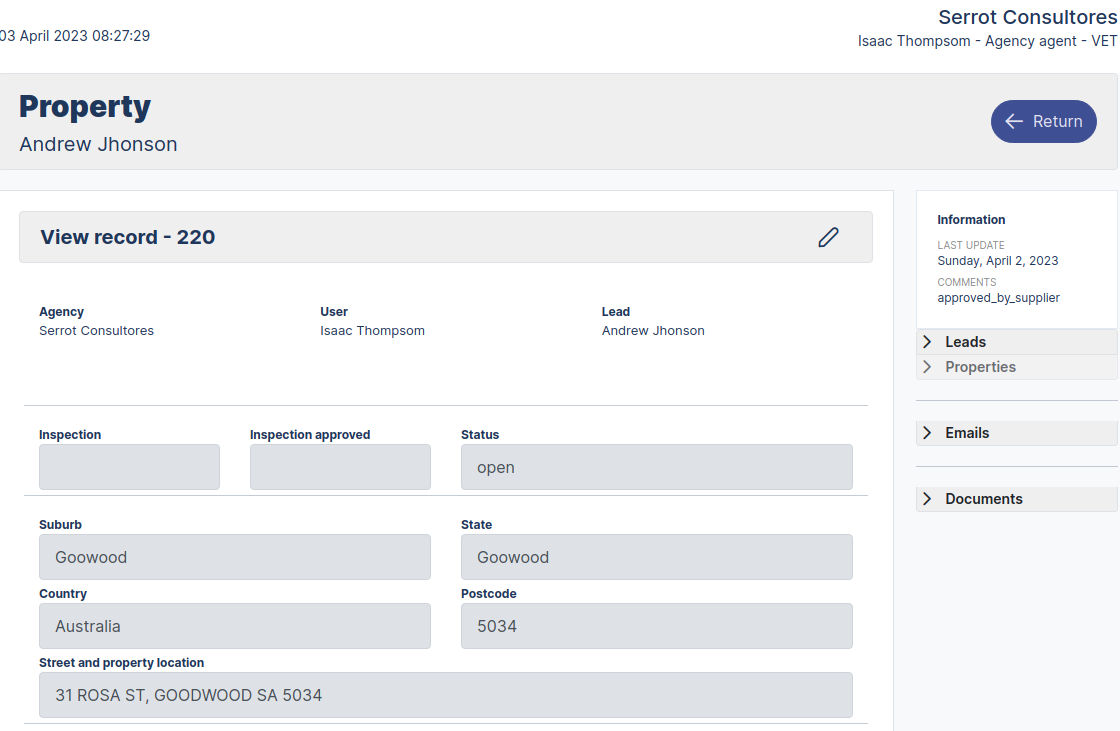 Serrot Consultores
03 April 2023 08:27:29
Isaac Thompsom - Agency agent - VET
Property
Andrew Jhonson
Return
View record - 220
Agency
Serrot Consultores
User
Isaac Thompsom
Lead
Andrew Jhonson
Inspection
Inspection approved
Status
open
Suburb
Goowood
State
Goowood
Country
Australia
Postcode
5034
Street and property location
31 ROSA ST, GOODWOOD SA 5034
Information
LAST UPDATE
Sunday, April 2, 2023
COMMENTS
approved_by_supplier
Leads
Properties
Emails
Documents